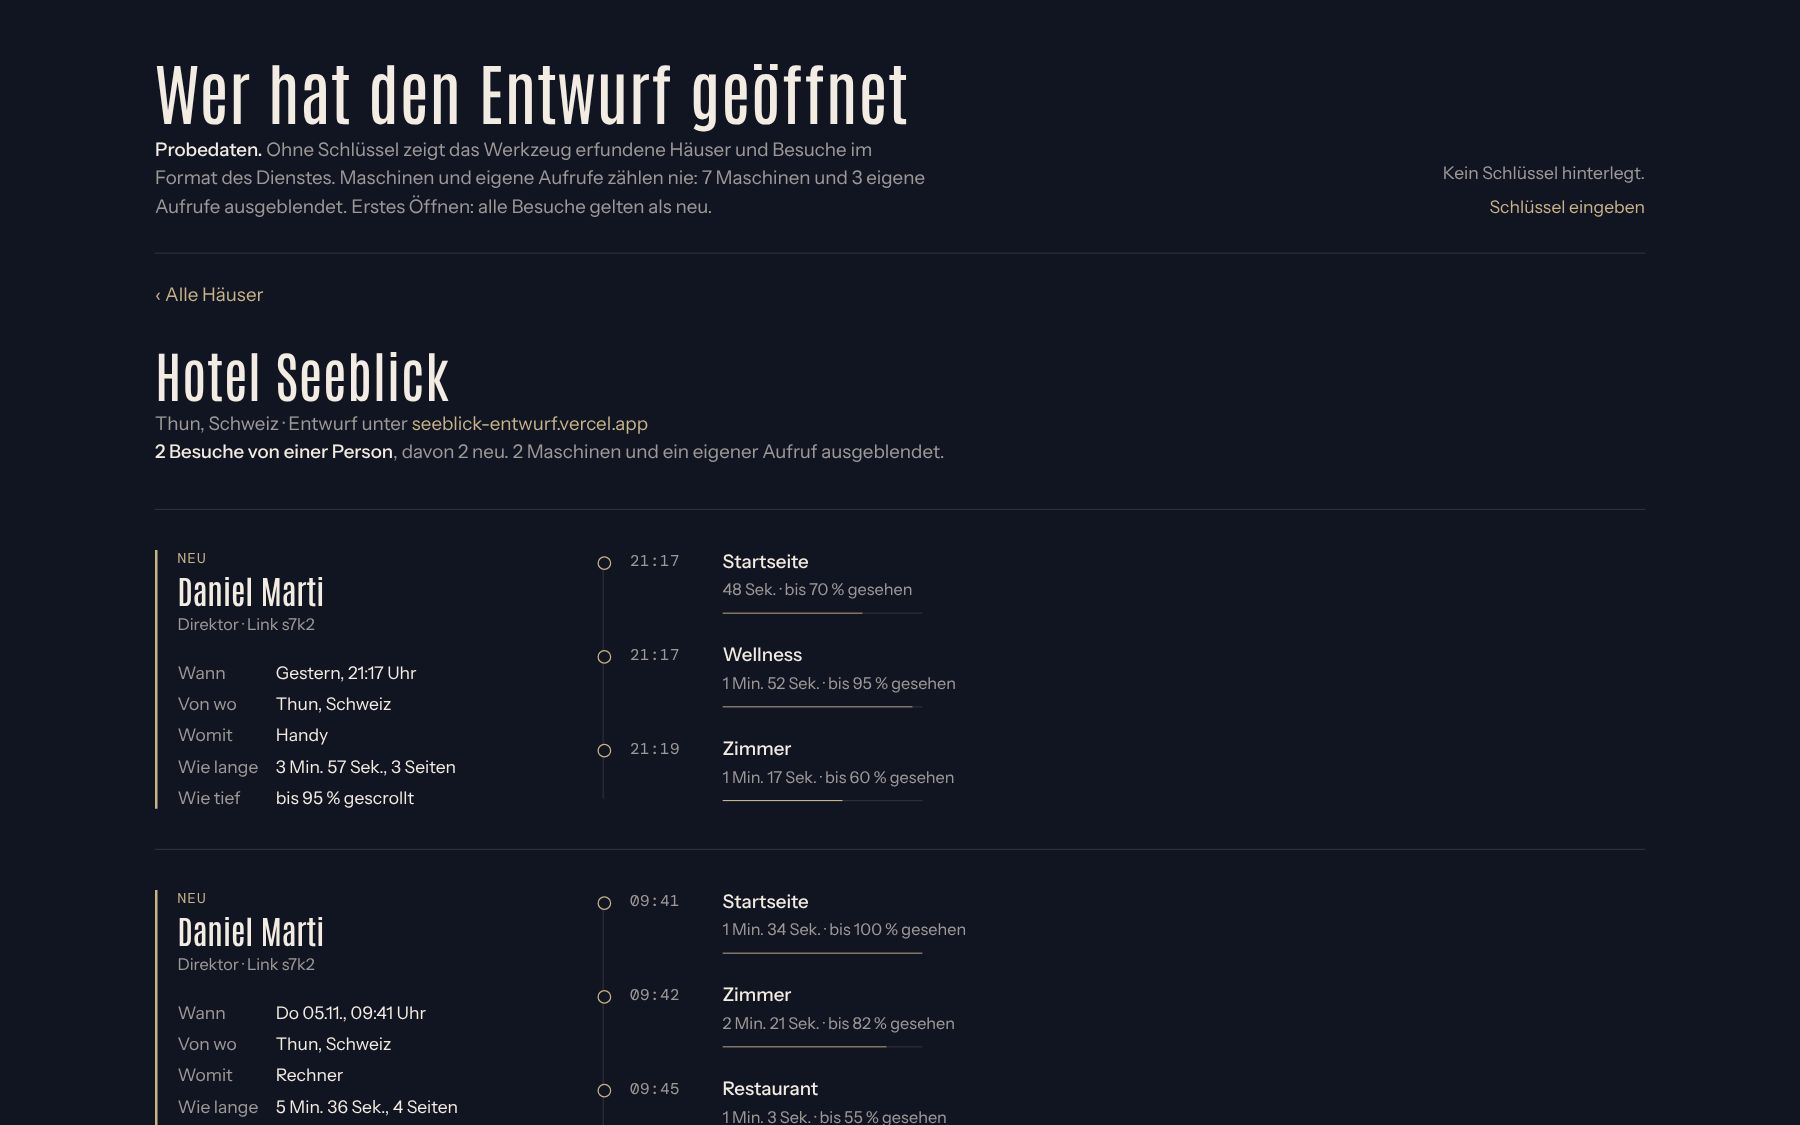 Wer hat den Entwurf geöffnet
Probedaten. Ohne Schlüssel zeigt das Werkzeug erfundene Häuser und Besuche im
Format des Dienstes. Maschinen und eigene Aufrufe zählen nie: 7 Maschinen und 3 eigene
Aufrufe ausgeblendet. Erstes Öffnen: alle Besuche gelten als neu.
Kein Schlüssel hinterlegt.
Schlüssel eingeben
‹ Alle Häuser
Hotel Seeblick
Thun, Schweiz · Entwurf unter seeblick-entwurf.vercel.app
2 Besuche von einer Person, davon 2 neu. 2 Maschinen und ein eigener Aufruf ausgeblendet.
NEU
Daniel Marti
Direktor · Link s7k2
Wann Gestern, 21:17 Uhr
Von wo Thun, Schweiz
Womit Handy
Wie lange 3 Min. 57 Sek., 3 Seiten
Wie tief bis 95 % gescrollt
21:17 Startseite
48 Sek. · bis 70 % gesehen
21:17 Wellness
1 Min. 52 Sek. · bis 95 % gesehen
21:19 Zimmer
1 Min. 17 Sek. · bis 60 % gesehen
NEU
Daniel Marti
Direktor · Link s7k2
Wann Do 05.11., 09:41 Uhr
Von wo Thun, Schweiz
Womit Rechner
Wie lange 5 Min. 36 Sek., 4 Seiten
09:41 Startseite
1 Min. 34 Sek. · bis 100 % gesehen
09:42 Zimmer
2 Min. 21 Sek. · bis 82 % gesehen
09:45 Restaurant
1 Min. 3 Sek. · bis 55 % gesehen